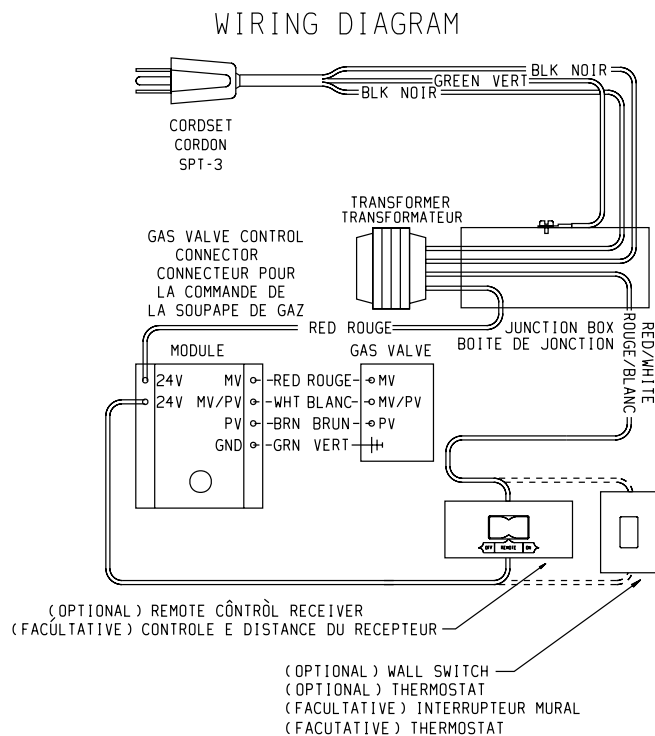 WIRING DIAGRAM
BLK NOIR
GREEN VERT
BLK NOIR
CORDSET
CORDON
SPT-3
TRANSFORMER
TRANSFORMATEUR
GAS VALVE CONTROL
CONNECTOR
CONNECTEUR POUR
LA COMMANDE DE
LA SOUPAPE DE GAZ
RED ROUGE
JUNCTION BOX
BOITE DE JONCTION
RED/WHITE
ROUGE/BLANC
MODULE
GAS VALVE
24V MV RED ROUGE MV
24V MV/PV WHT BLANC MV/PV
PV BRN BRUN PV
GND GRN VERT
OFF REMOTE ON
(OPTIONAL) REMOTE CÔNTRÒL RECEIVER
(FACÚLTATIVE) CONTROLE E DISTANCE DU RECEPTEUR
(OPTIONAL) WALL SWITCH
(OPTIONAL) THERMOSTAT
(FACULTATIVE) INTERRUPTEUR MURAL
(FACUTATIVE) THERMOSTAT